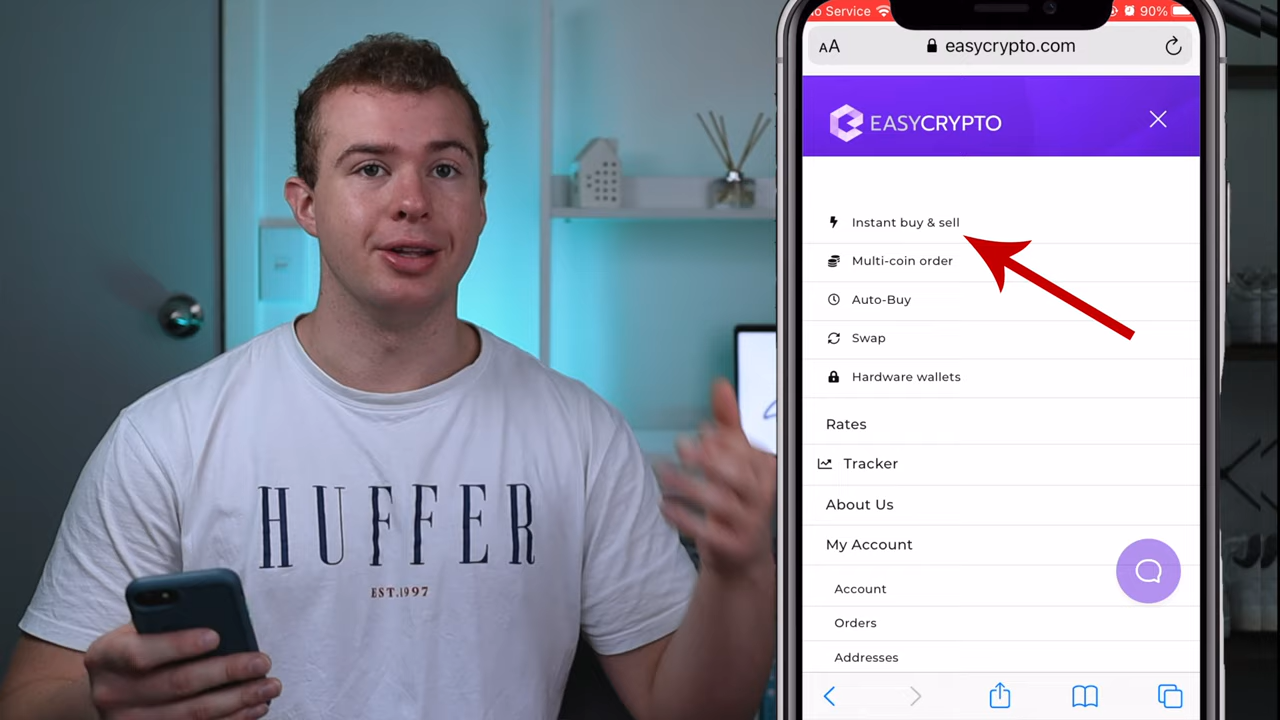 HUFFER
EST.1997
o Service 90%
AA easycrypto.com
EASYCRYPTO
Instant buy & sell
Multi-coin order
Auto-Buy
Swap
Hardware wallets
Rates
Tracker
About Us
My Account
Account
Orders
Addresses